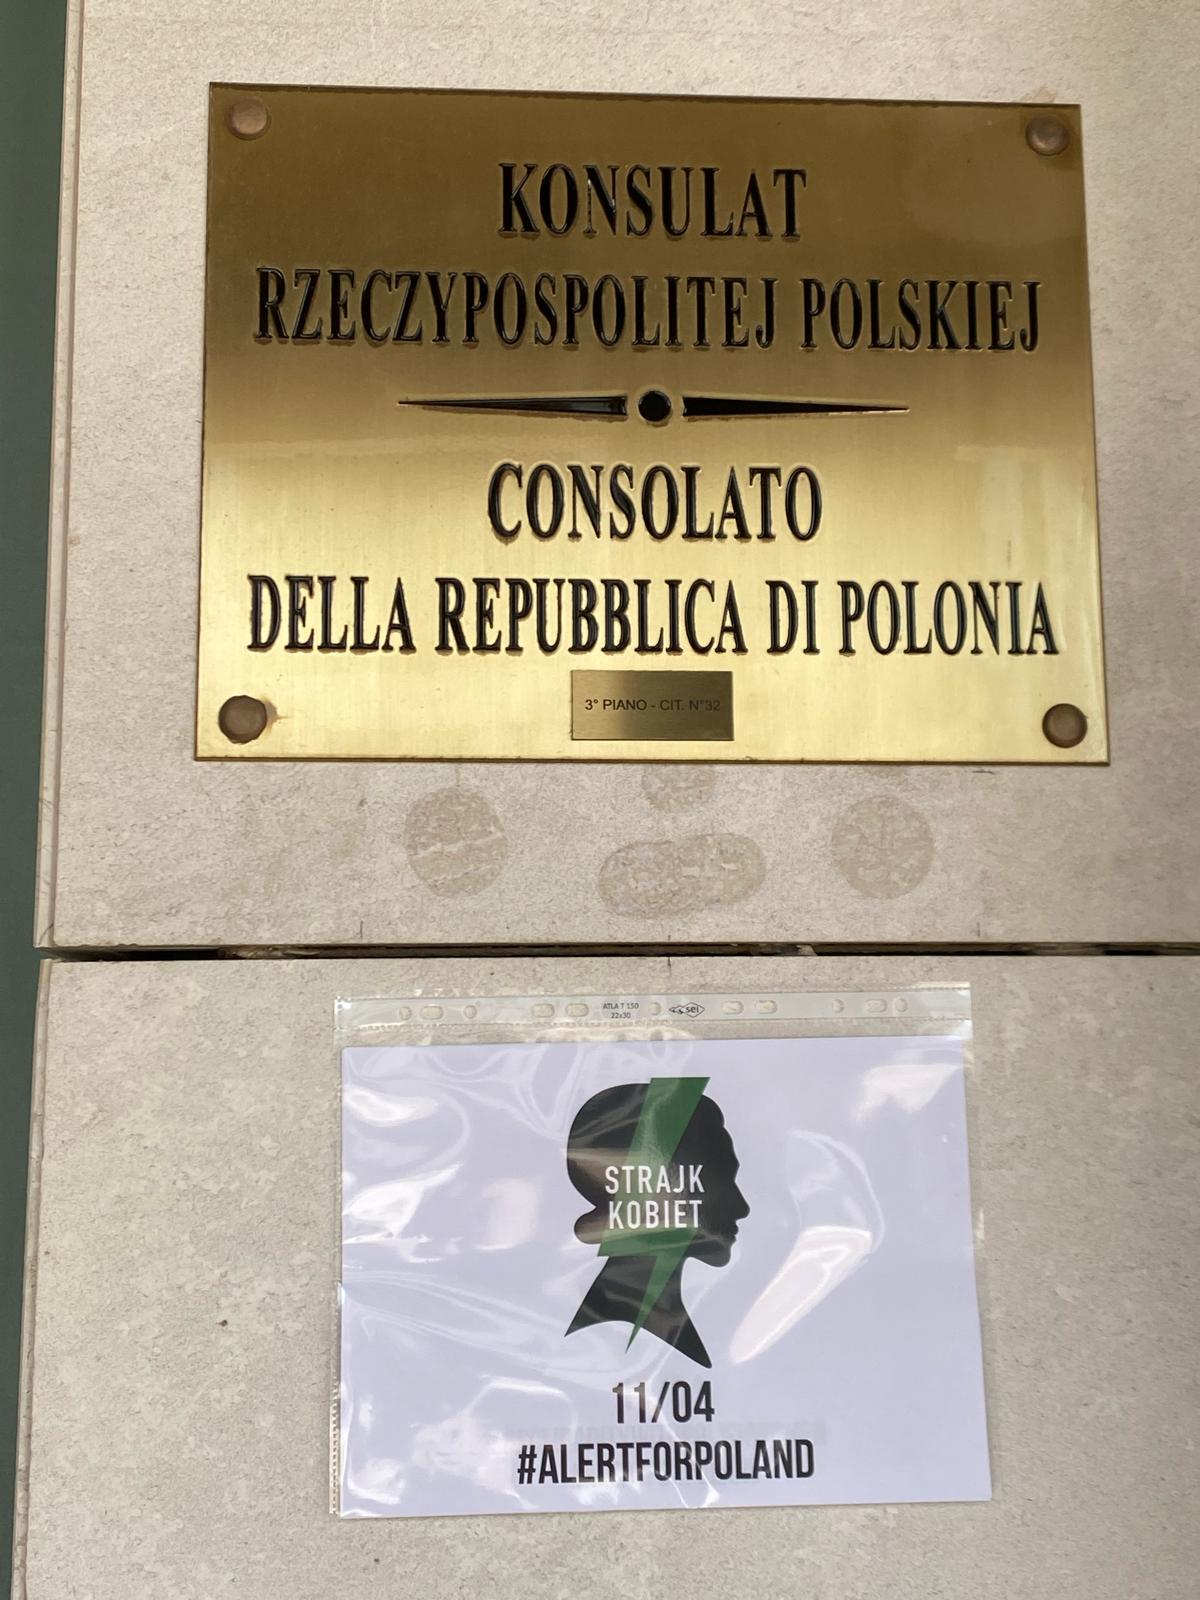 KONSULAT
RZECZYPOSPOLITEJ POLSKIEJ
CONSOLATO
DELLA REPUBBLICA DI POLONIA
3° PIANO - CIT. N°32
ATLA T 150
22x30
sei
STRAJK
KOBIET
11/04
#ALERTFORPOLAND